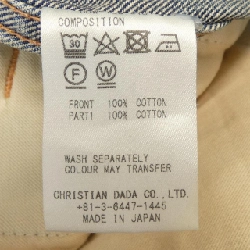 COMPOSITION
30
F W
FRONT 100% COTTON
PART1 100% COTTON
WASH SEPARATELY
COLOUR MAY TRANSFER
CHRISTIAN DADA CO., LTD.
+81-3-6447-1445
MADE IN JAPAN